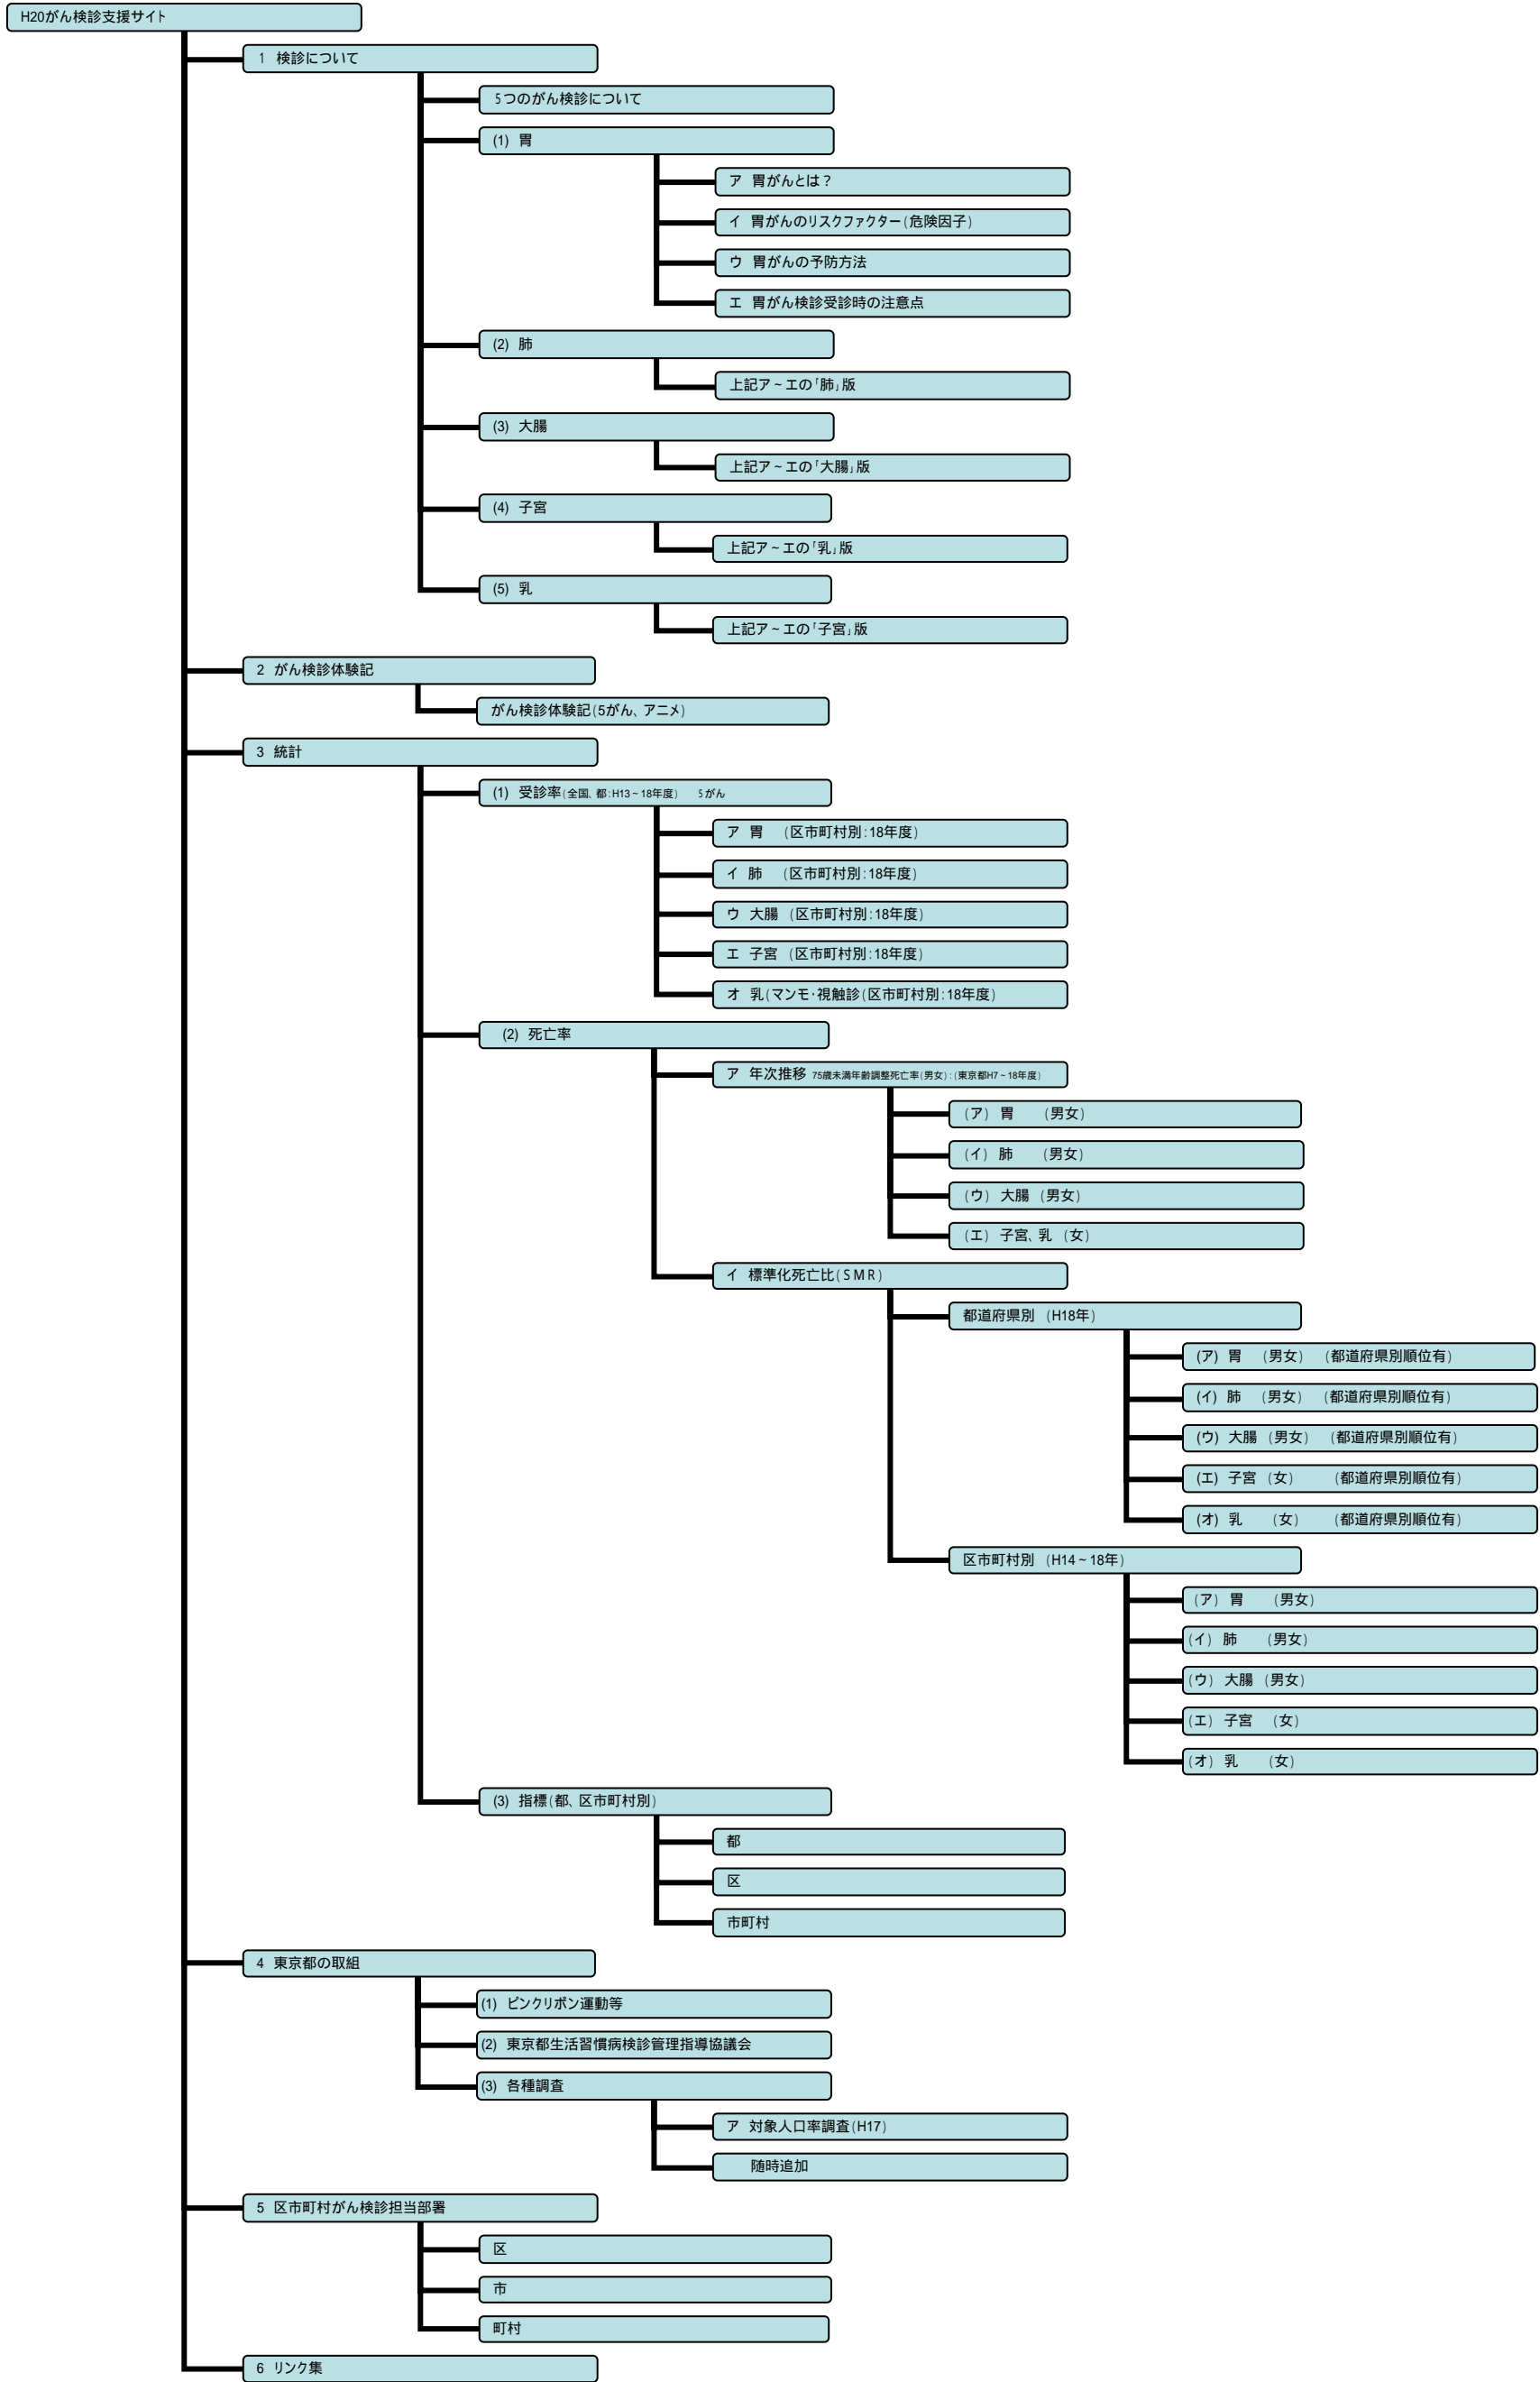 H20がん検診支援サイト
1 検診について
5つのがん検診について
(1) 胃
ア 胃がんとは？
イ 胃がんのリスクファクター(危険因子)
ウ 胃がんの予防方法
エ 胃がん検診受診時の注意点
(2) 肺
上記ア~エの「肺」版
(3) 大腸
上記ア~エの「大腸」版
(4) 子宮
上記ア~エの「乳」版
(5) 乳
上記ア~エの「子宮」版
2 がん検診体験記
がん検診体験記(5がん、アニメ)
3 統計
(1) 受診率(全国、都:H13~18年度) 5がん
ア 胃 (区市町村別:18年度)
イ 肺 (区市町村別:18年度)
ウ 大腸 (区市町村別:18年度)
エ 子宮 (区市町村別:18年度)
オ 乳(マンモ・視触診(区市町村別:18年度)
(2) 死亡率
ア 年次推移 75歳未満年齢調整死亡率(男女):(東京都H7~18年度)
(ア) 胃 (男女)
(イ) 肺 (男女)
(ウ) 大腸 (男女)
(エ) 子宮、乳 (女)
イ 標準化死亡比(SMR)
都道府県別 (H18年)
(ア) 胃 (男女) (都道府県別順位有)
(イ) 肺 (男女) (都道府県別順位有)
(ウ) 大腸 (男女) (都道府県別順位有)
(エ) 子宮 (女) (都道府県別順位有)
(オ) 乳 (女) (都道府県別順位有)
区市町村別 (H14~18年)
(ア) 胃 (男女)
(イ) 肺 (男女)
(ウ) 大腸 (男女)
(エ) 子宮 (女)
(オ) 乳 (女)
(3) 指標(都、区市町村別)
都
区
市町村
4 東京都の取組
(1) ピンクリボン運動等
(2) 東京都生活習慣病検診管理指導協議会
(3) 各種調査
ア 対象人口率調査(H17)
随時追加
5 区市町村がん検診担当部署
区
市
町村
6 リンク集